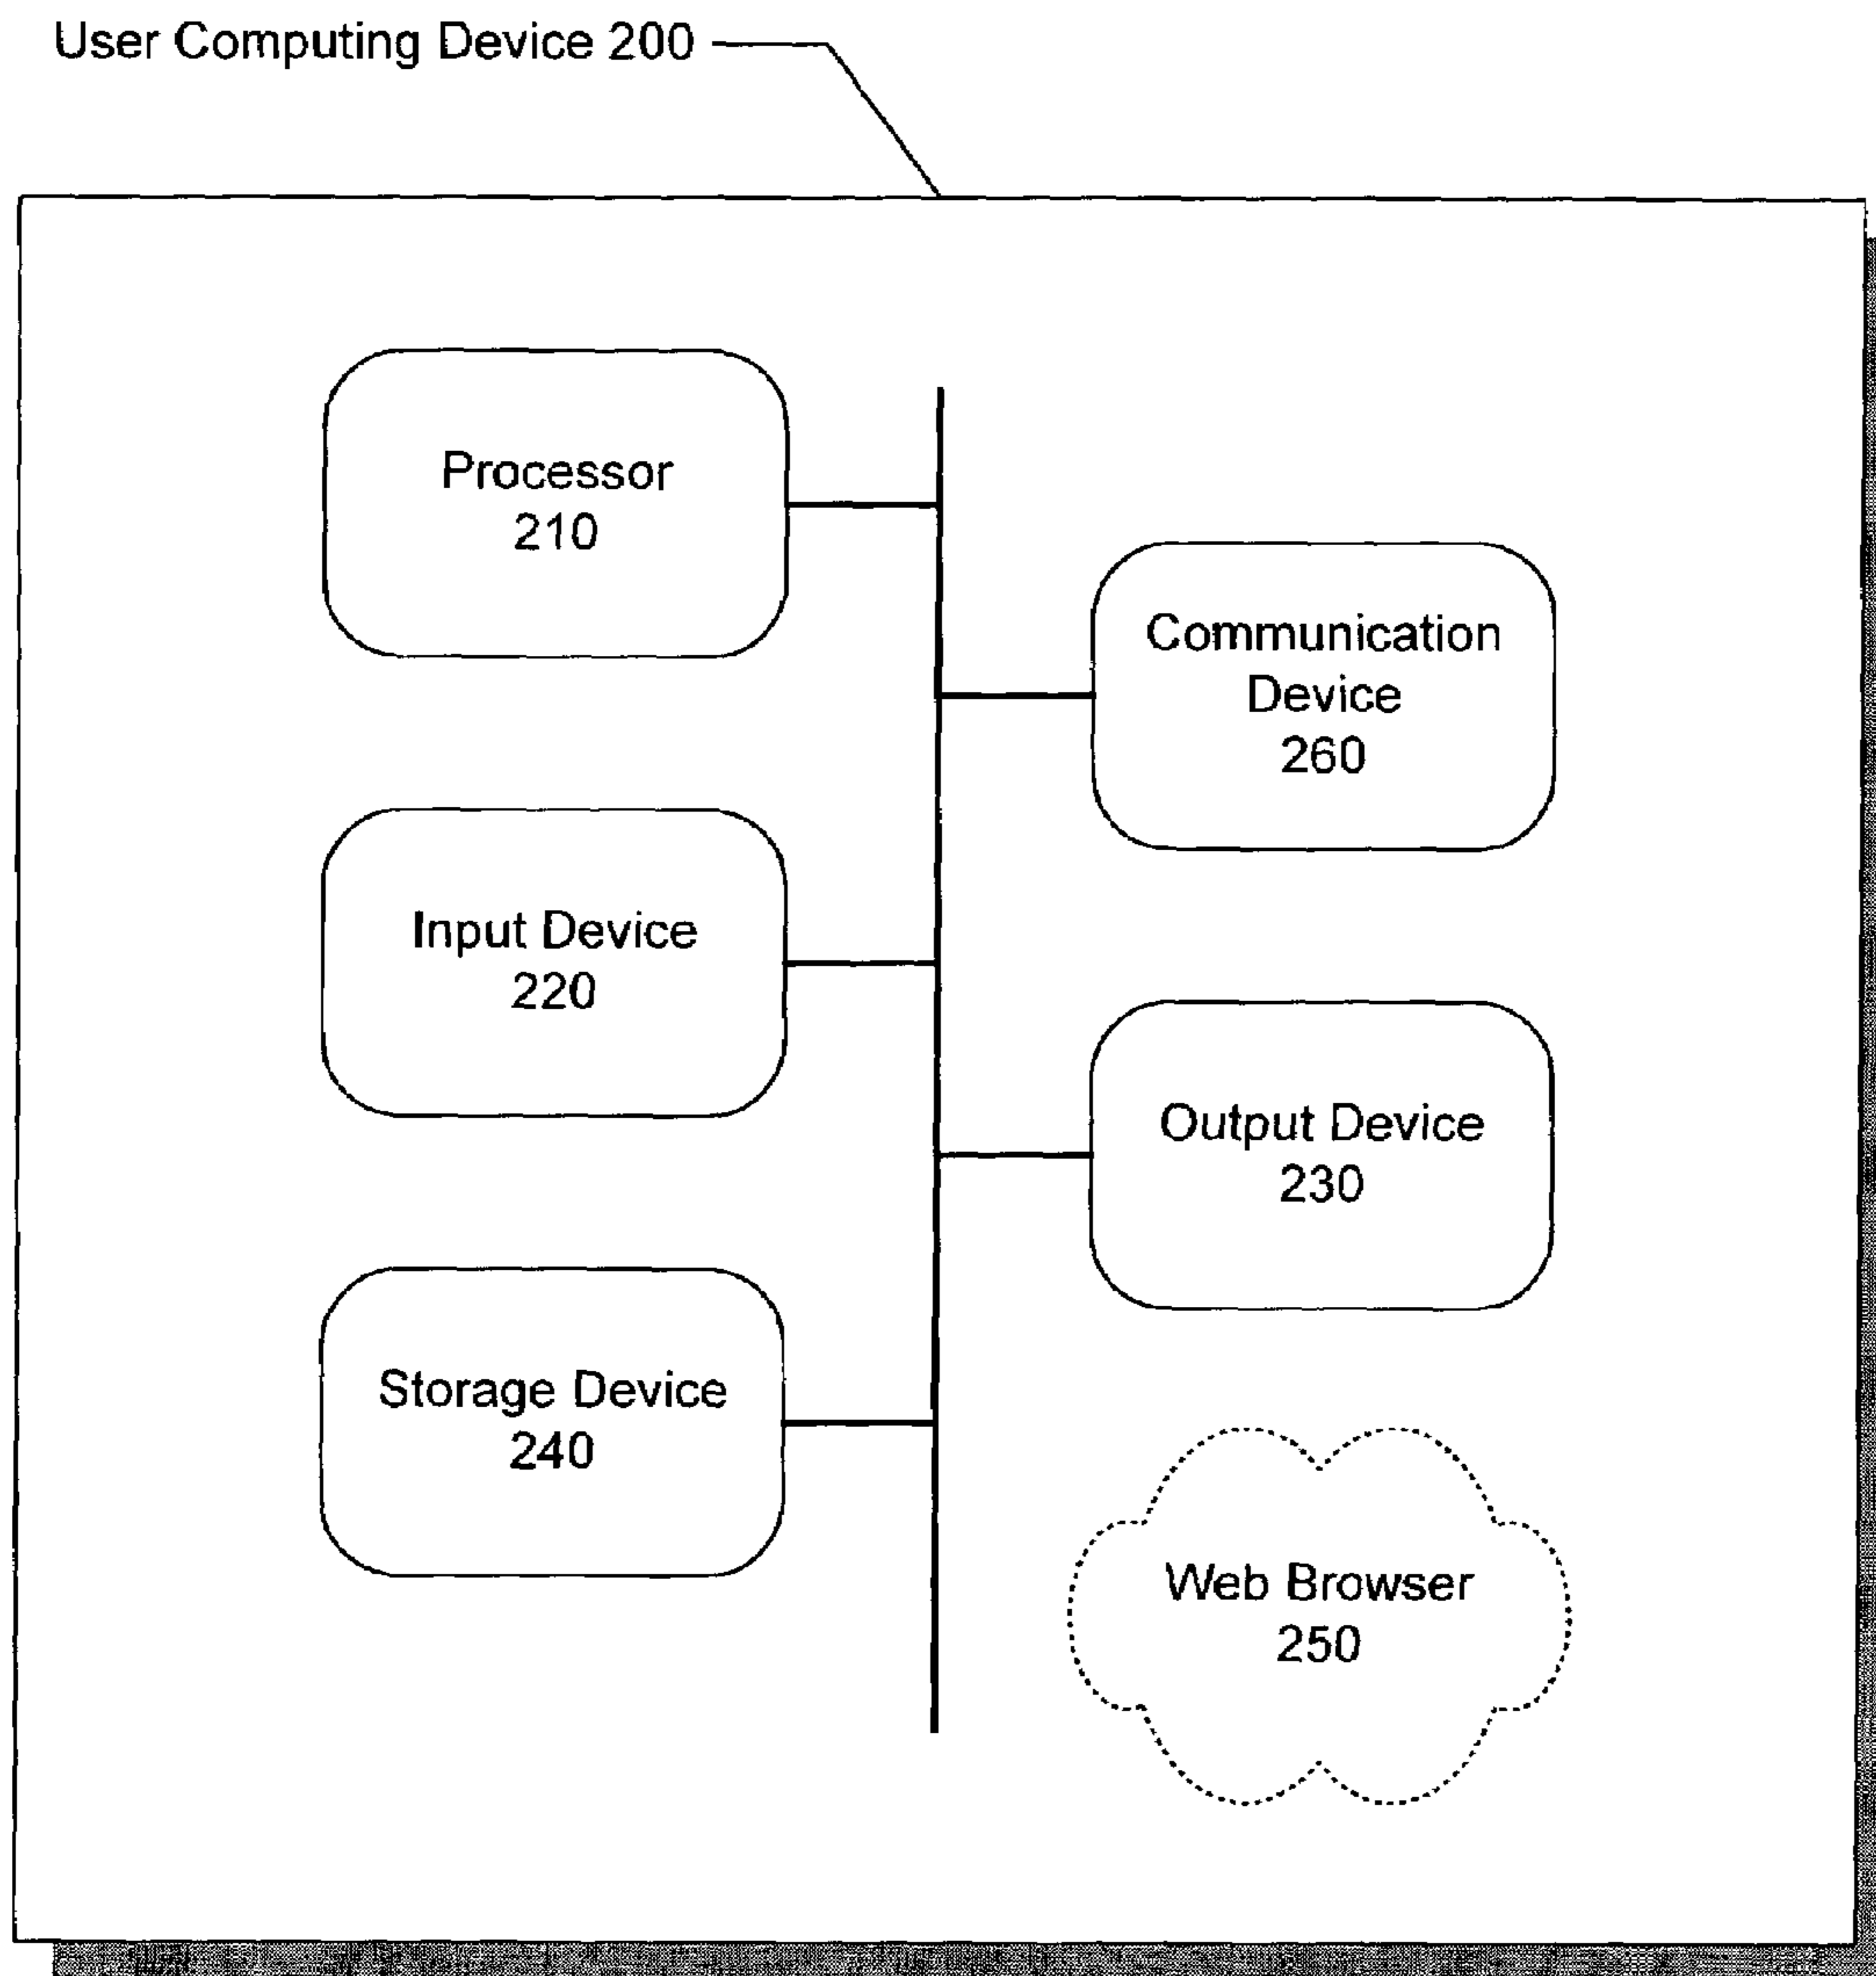 User Computing Device 200
Processor
210
Communication
Device
260
Input Device
220
Output Device
230
Storage Device
240
Web Browser
250